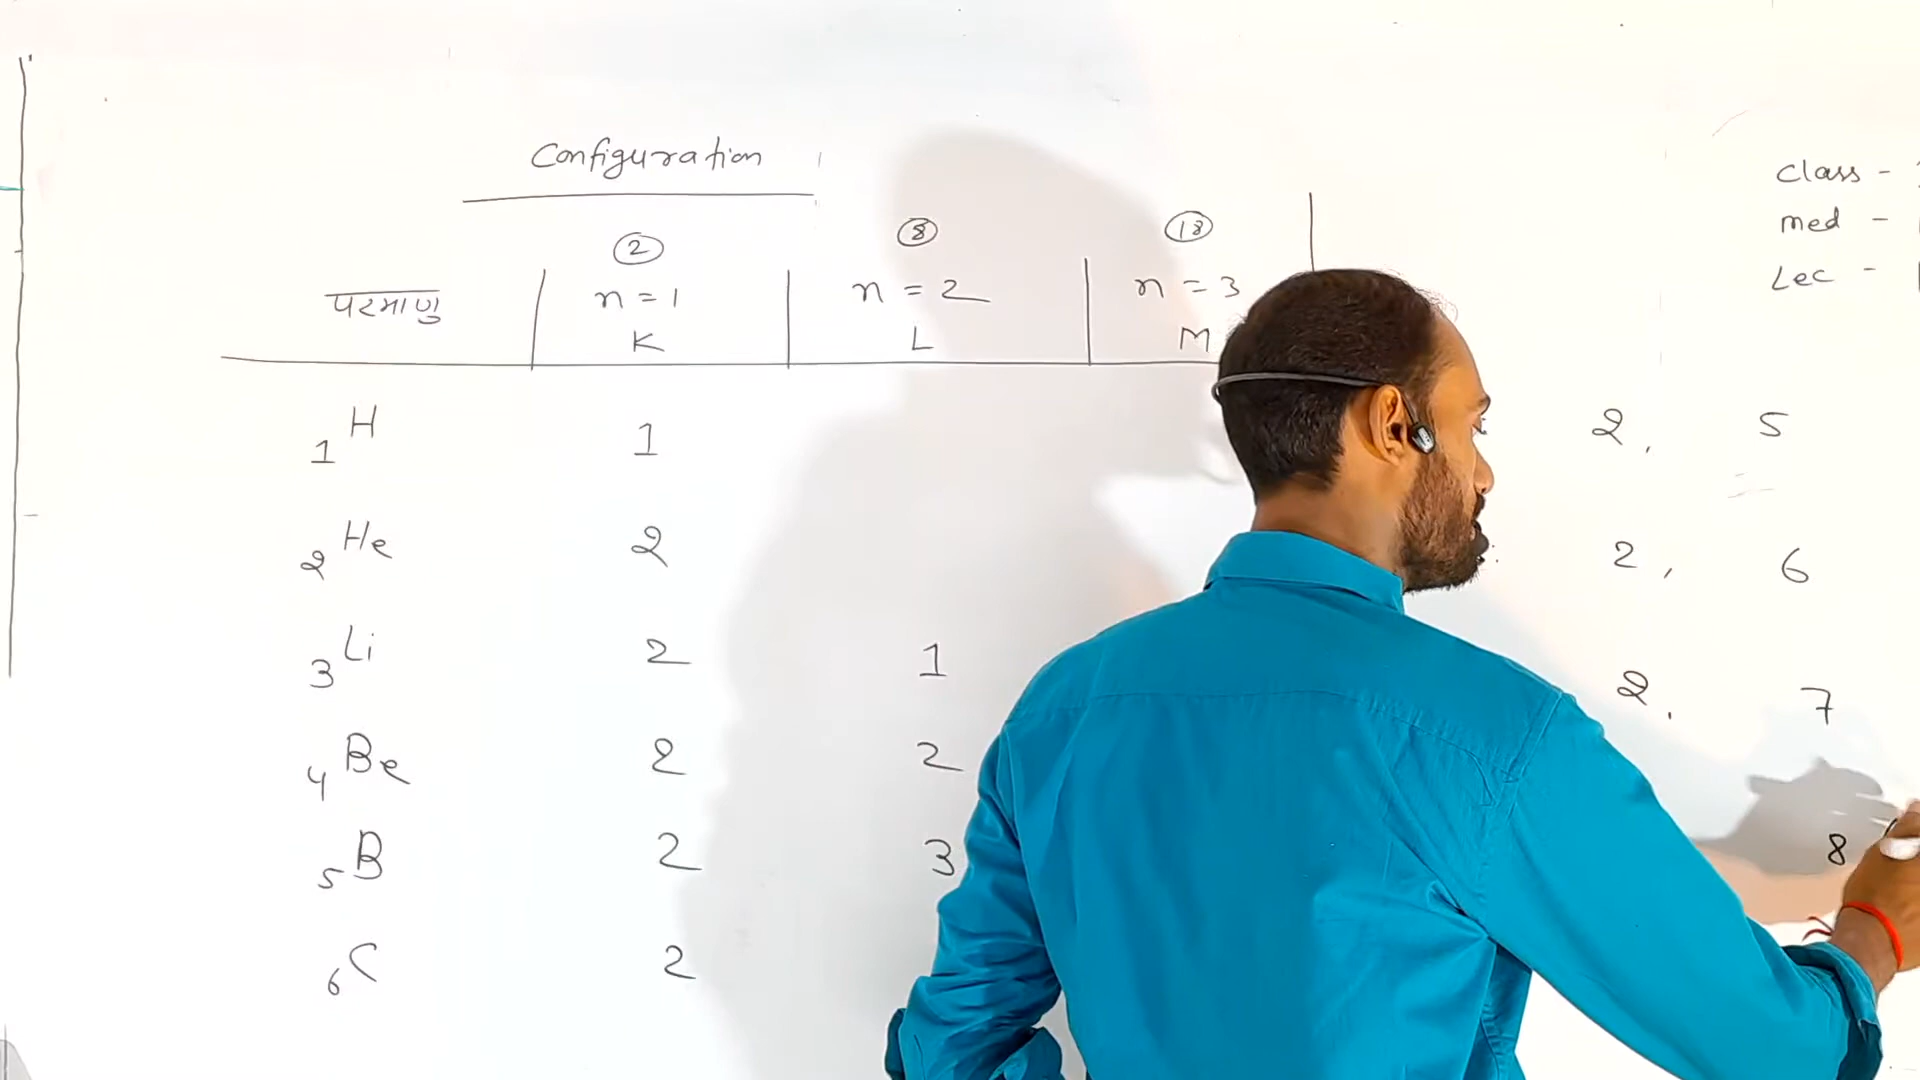 Configuration
② ⑧ ⑱
परमाणु n = 1 n = 2 n = 3
K L M
1H 1
2He 2
3Li 2 1
4Be 2 2
5B 2 3
6C 2
Class -
med -
Lec -
2, 5
2, 6
2, 7
8